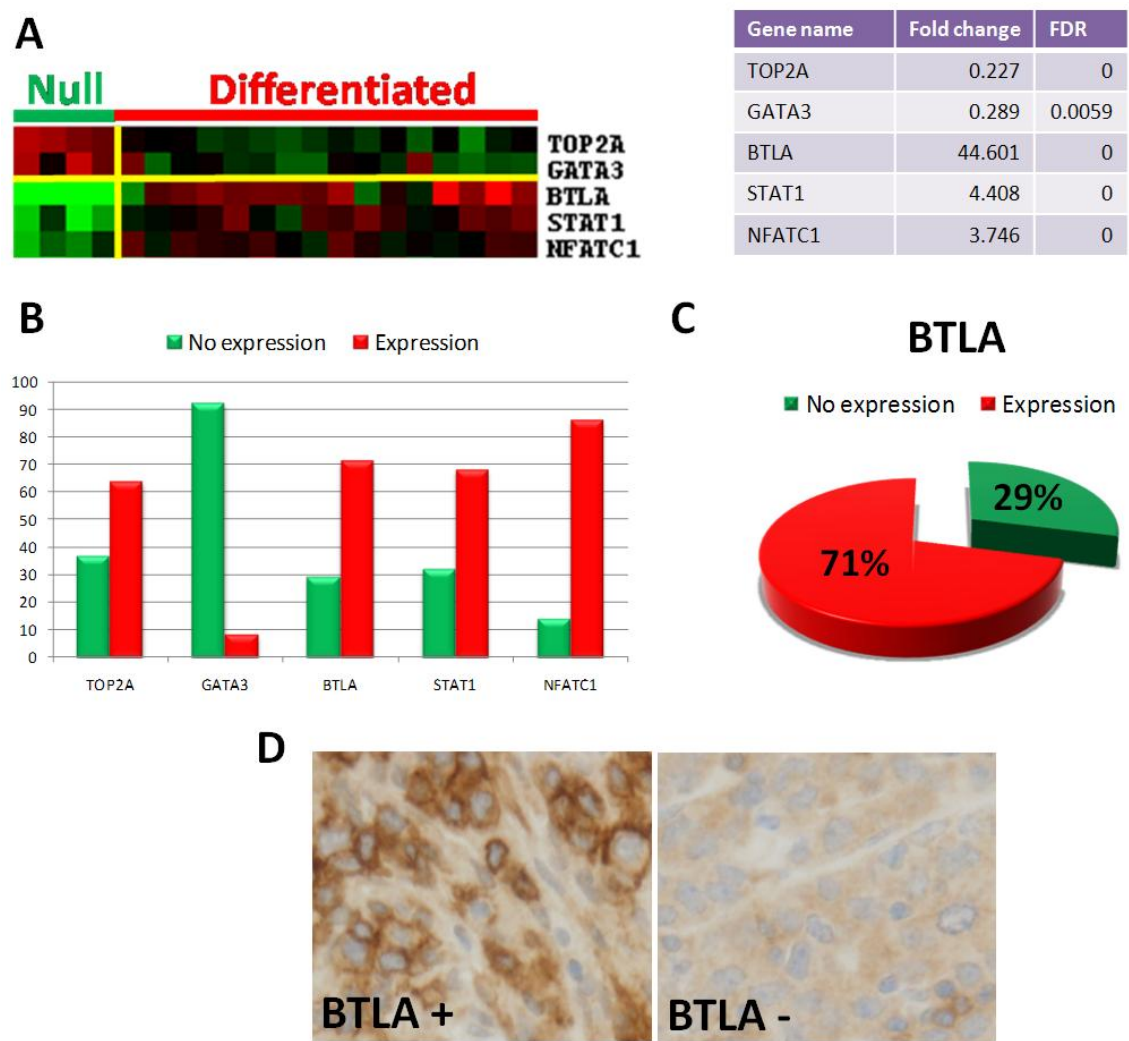 A
Null Differentiated
TOP2A
GATA3
BTLA
STAT1
NFATC1
Gene name Fold change FDR
TOP2A 0.227 0
GATA3 0.289 0.0059
BTLA 44.601 0
STAT1 4.408 0
NFATC1 3.746 0
B
No expression Expression
100
90
80
70
60
50
40
30
20
10
0
TOP2A GATA3 BTLA STAT1 NFATC1
C
BTLA
No expression Expression
29%
71%
D
BTLA + BTLA -